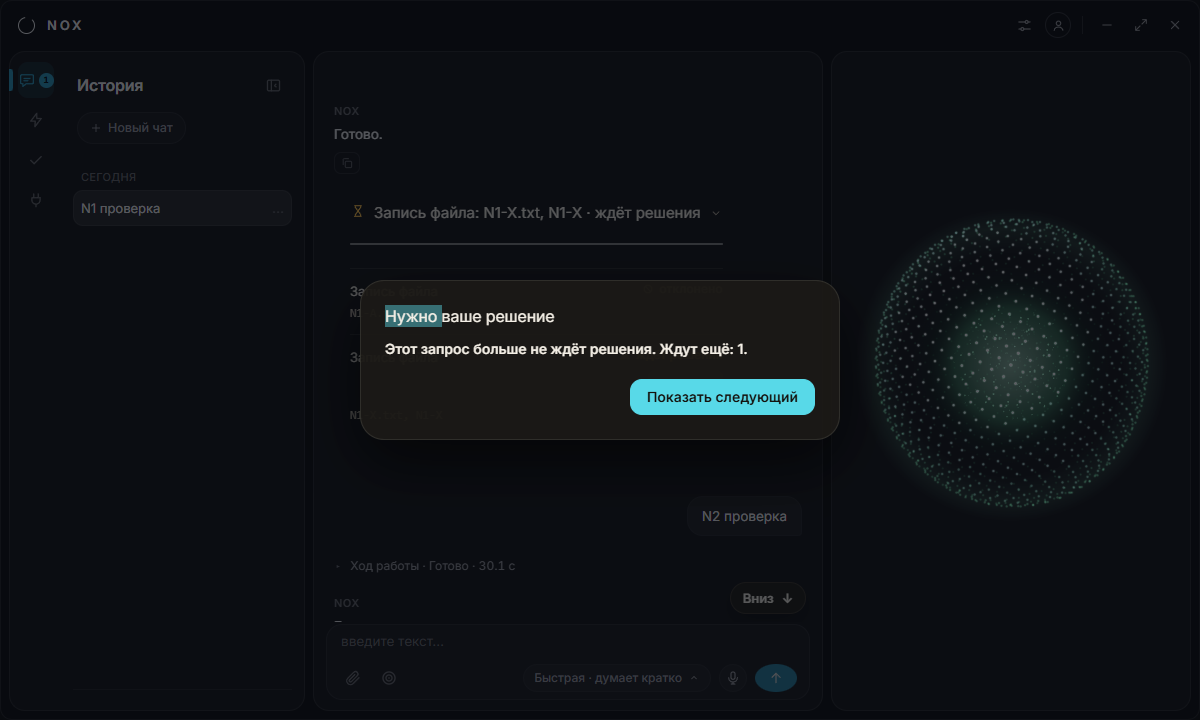 NOX
1
История
+ Новый чат
СЕГОДНЯ
N1 проверка
...
NOX
Готово.
Запись файла: N1-X.txt, N1-X · ждёт решения
Нужно ваше решение
Этот запрос больше не ждёт решения. Ждут ещё: 1.
Показать следующий
N2 проверка
· Ход работы · Готово · 30.1 с
NOX
Вниз ↓
введите текст...
Быстрая · думает кратко